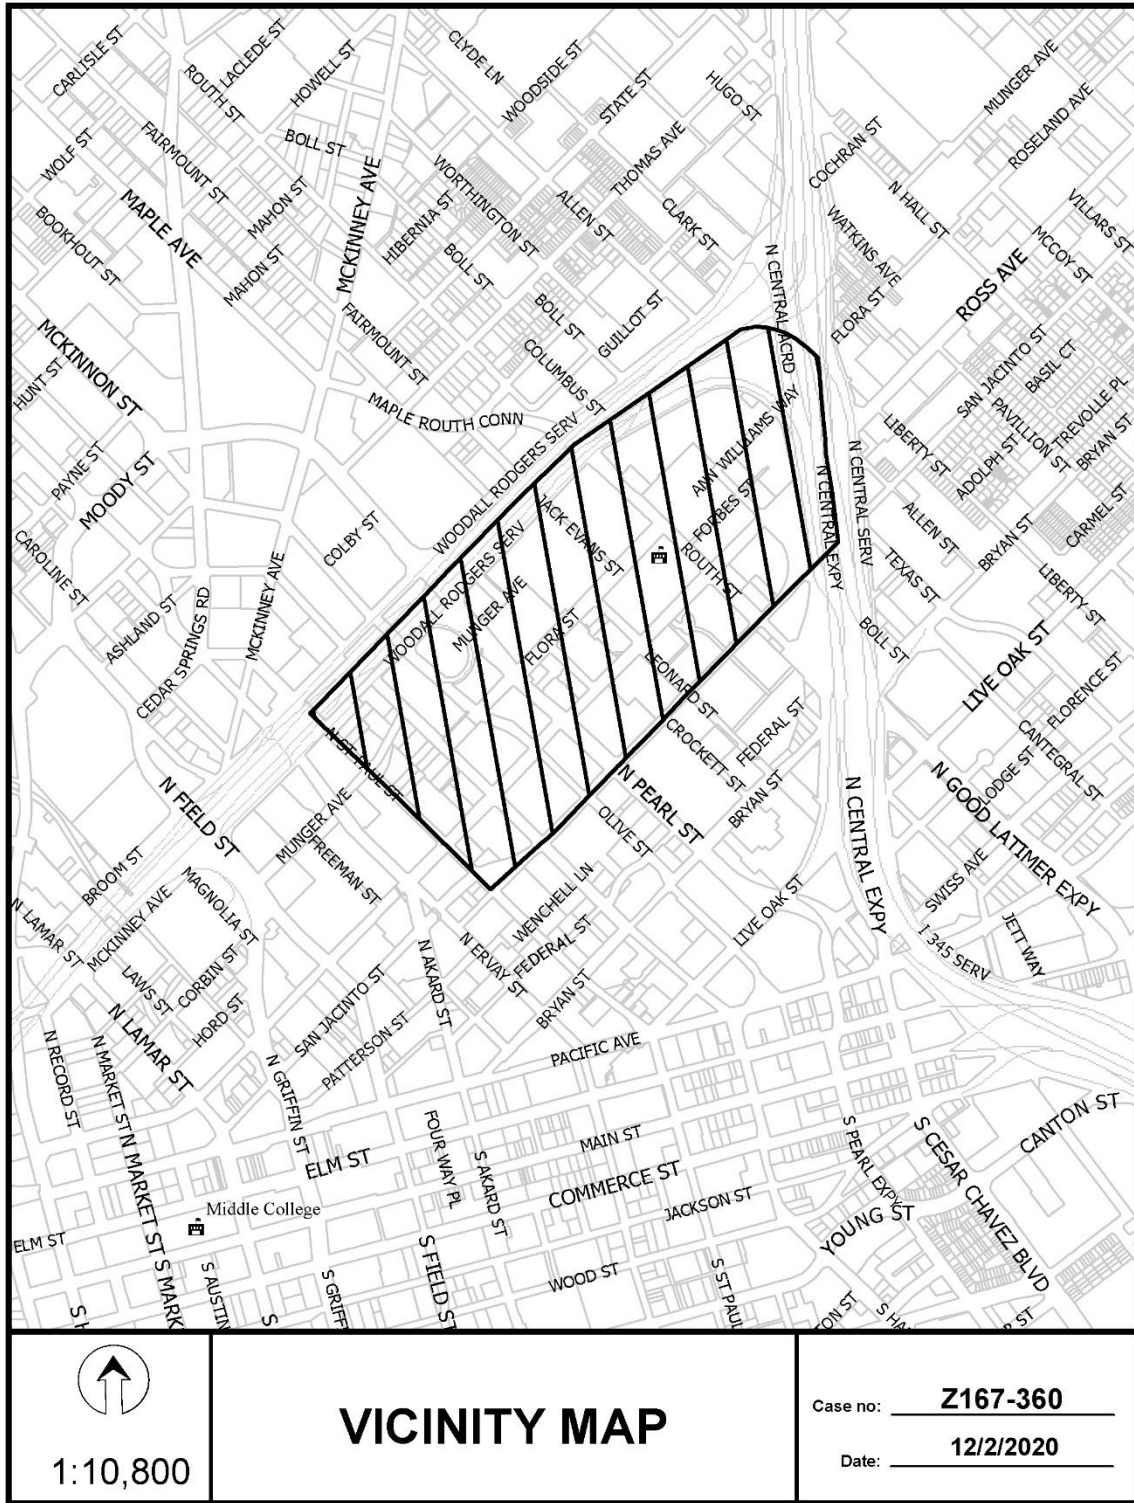 CARLISLE ST
LACLEDE ST
ROUTH ST
HOWELL ST
CLYDE LN
WOODSIDE ST
STATE ST
HUGO ST
MUNGER AVE
ROSELAND AVE
WOLF ST
FAIRMOUNT ST
BOLL ST
MAPLE AVE
MAHON ST
MCKINNEY AVE
WORTHINGTON ST
HIBERNIA ST
ALLEN ST
THOMAS AVE
CLARK ST
COCHRAN ST
N HALL ST
WATKINS AVE
VILLARS ST
MCCOY ST
BOOKHOUT ST
MAHON ST
BOLL ST
ROSS AVE
N CENTRAL ACRD
FLORA ST
MCKINNON ST
HUNT ST
FAIRMOUNT ST
BOLL ST
GUILLOT ST
COLUMBUS ST
SAN JACINTO ST
BASIL CT
TREVOLLE PL
PAVILLION ST
BRYAN ST
MAPLE ROUTH CONN
WOODALL RODGERS SERV
ANN WILLIAMS WAY
LIBERTY ST
ADOLPH ST
PAYNE ST
MOODY ST
COLBY ST
WOODALL RODGERS SERV
JACK EVANS ST
FORBES ST
ROUTH ST
N CENTRAL EXPY
N CENTRAL SERV
ALLEN ST
BRYAN ST
CARMEL ST
CAROLINE ST
ASHLAND ST
CEDAR SPRINGS RD
MCKINNEY AVE
MUNGER AVE
FLORA ST
TEXAS ST
LIBERTY ST
BOLL ST
LEONARD ST
LIVE OAK ST
FLORENCE ST
N ST PAUL ST
CROCKETT ST
FEDERAL ST
CANTEGRAL ST
LODGE ST
N FIELD ST
MUNGER AVE
FREEMAN ST
N PEARL ST
OLIVE ST
BRYAN ST
N CENTRAL EXPY
N GOOD LATIMER EXPY
SWISS AVE
BROOM ST
MAGNOLIA ST
MCKINNEY AVE
N LAMAR ST
WENCHELL LN
FEDERAL ST
N ERVAY ST
LIVE OAK ST
JETT WAY
I 345 SERV
LAWS ST
CORBIN ST
HORD ST
N LAMAR ST
SAN JACINTO ST
PATTERSON ST
N AKARD ST
BRYAN ST
PACIFIC AVE
N RECORD ST
N MARKET ST
N MARKET ST
N GRIFFIN ST
ELM ST
FOUR WAY PL
S AKARD ST
MAIN ST
COMMERCE ST
JACKSON ST
S PEARL EXPY
S CESAR CHAVEZ BLVD
CANTON ST
YOUNG ST
Middle College
ELM ST
S MARK
S AUSTIN
S GRIFF
S FIELD ST
WOOD ST
S ST PAUL
TON ST
S HA
S H
S
P ST
1:10,800
VICINITY MAP
Case no: Z167-360
Date: 12/2/2020